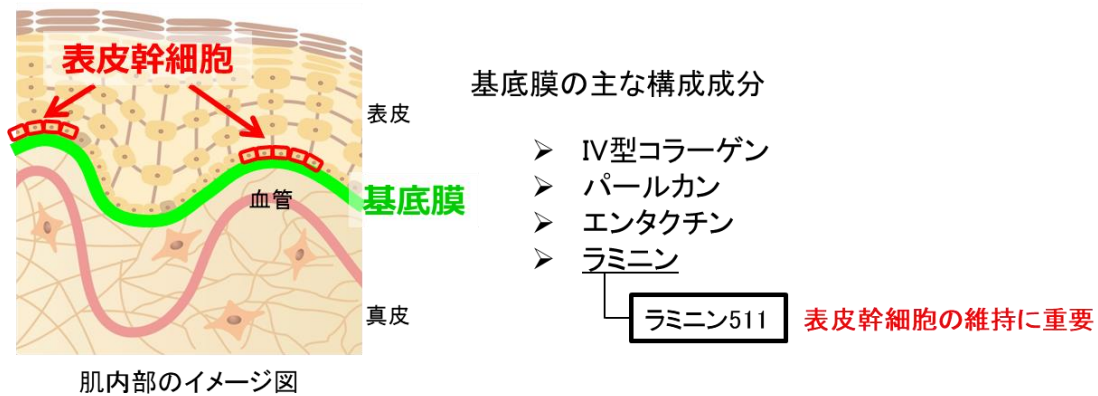 表皮幹細胞
表皮
血管
基底膜
真皮
肌内部のイメージ図
基底膜の主な構成成分
➢ Ⅳ型コラーゲン
➢ パールカン
➢ エンタクチン
➢ ラミニン
ラミニン511 表皮幹細胞の維持に重要